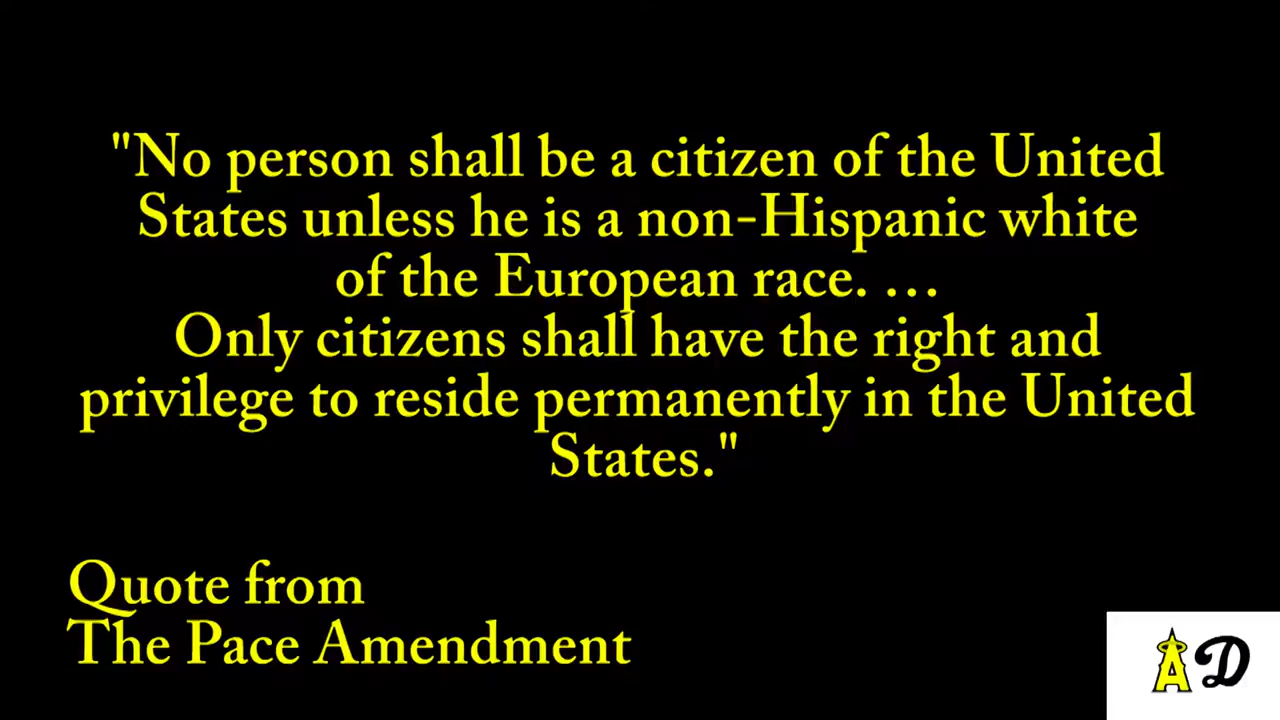 "No person shall be a citizen of the United
States unless he is a non-Hispanic white
of the European race. …
Only citizens shall have the right and
privilege to reside permanently in the United
States."
Quote from
The Pace Amendment
A D